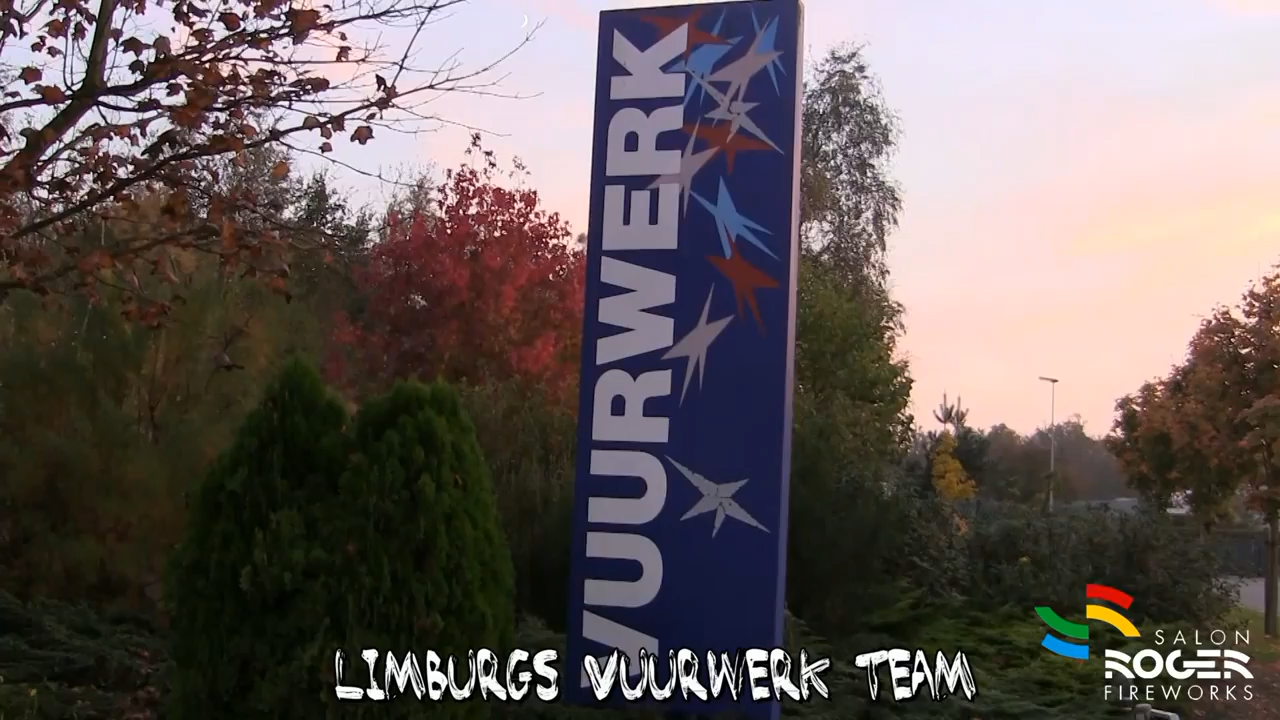 VUURWERK
LIMBURGS VUURWERK TEAM
SALON
ROGER
FIREWORKS